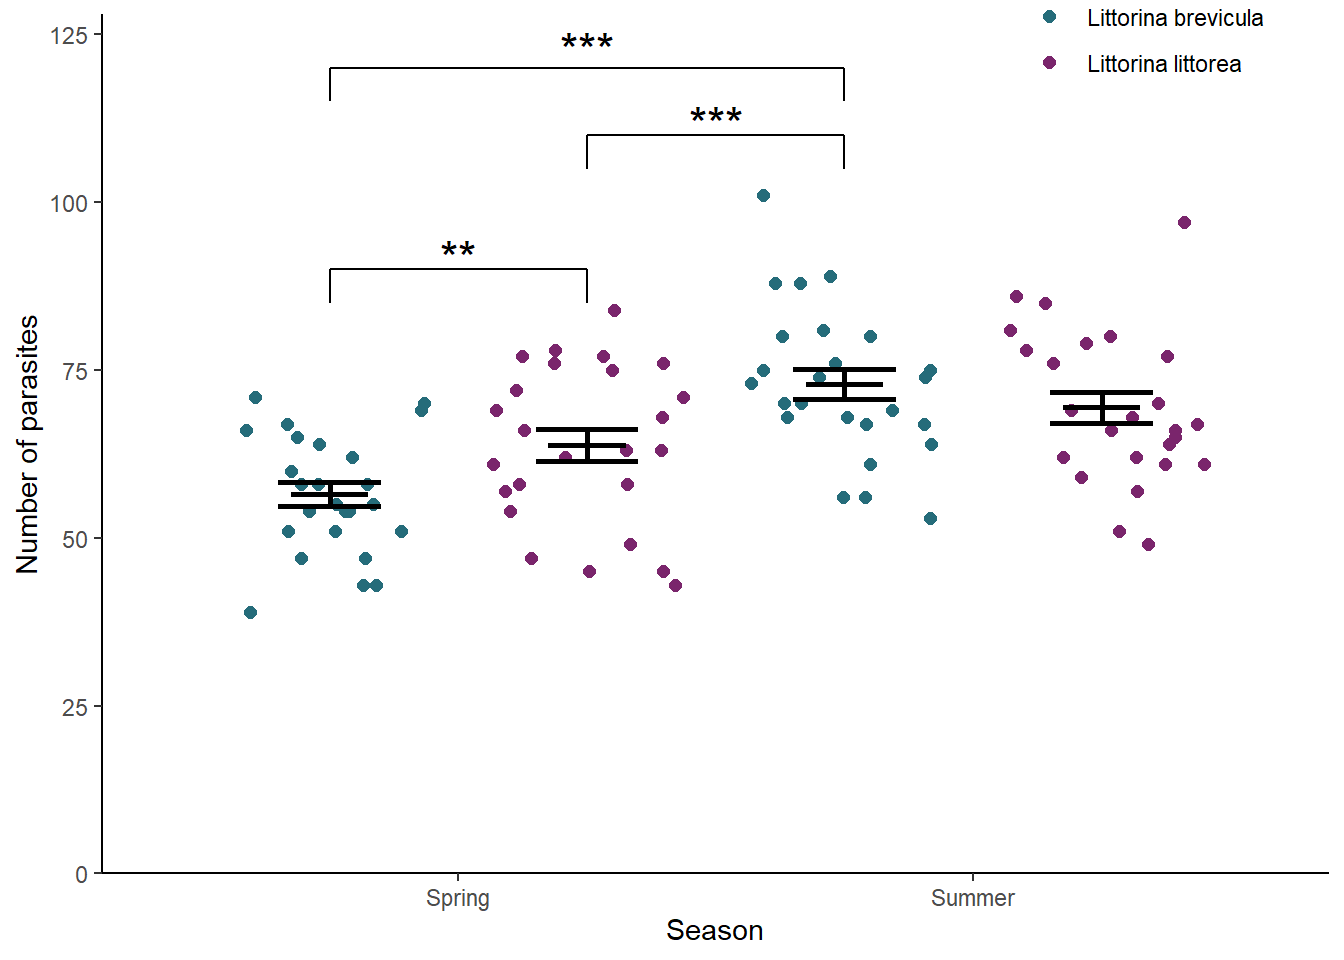 Littorina brevicula
Littorina littorea
***
***
**
125
100
75
50
25
0
Number of parasites
Spring
Summer
Season